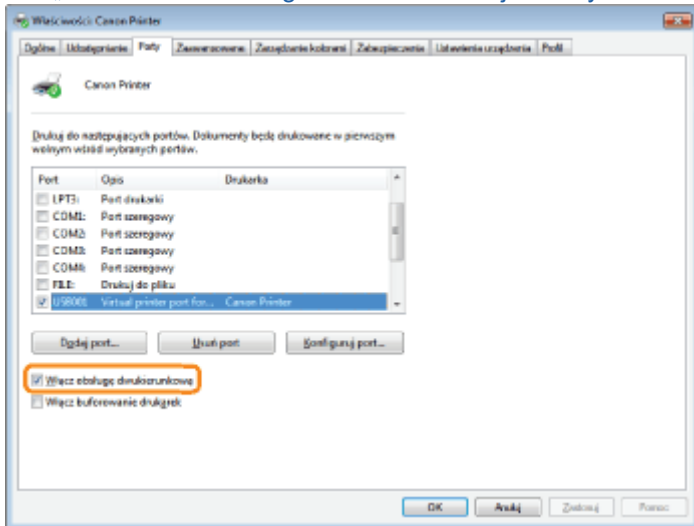 Właściwości: Canon Printer
Ogólne Udostępnianie Porty Zaawansowane Zarządzanie kolorami Zabezpieczenia Ustawienia urządzenia Profil
Canon Printer
Drukuj do następujących portów. Dokumenty będą drukowane w pierwszym
wolnym wśród wybranych portów.
Port Opis Drukarka
LPT3: Port drukarki
COM1: Port szeregowy
COM2: Port szeregowy
COM3: Port szeregowy
COM4: Port szeregowy
FILE: Drukuj do pliku
USB001 Virtual printer port for... Canon Printer
Dodaj port... Usuń port Konfiguruj port...
Włącz obsługę dwukierunkową
Włącz buforowanie drukarek
OK Anuluj Zastosuj Pomoc